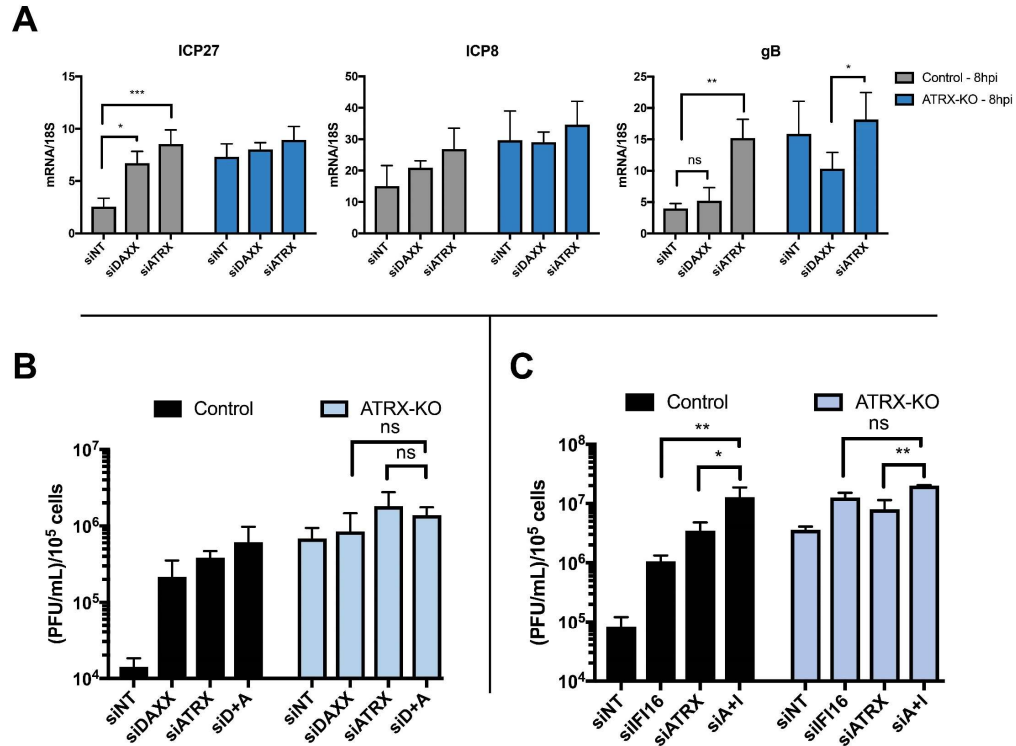 A
ICP27
ICP8
gB
mRNA/18S
15
10
5
0
***
*
siNT
siDAXX
siATRX
siNT
siDAXX
siATRX
mRNA/18S
50
40
30
20
10
0
siNT
siDAXX
siATRX
siNT
siDAXX
siATRX
mRNA/18S
25
20
15
10
5
0
**
ns
*
siNT
siDAXX
siATRX
siNT
siDAXX
siATRX
Control - 8hpi
ATRX-KO - 8hpi
B
Control
ATRX-KO
(PFU/mL)/10⁵ cells
10⁷
10⁶
10⁵
10⁴
ns
ns
siNT
siDAXX
siATRX
siD+A
siNT
siDAXX
siATRX
siD+A
C
Control
ATRX-KO
(PFU/mL)/10⁵ cells
10⁸
10⁷
10⁶
10⁵
10⁴
**
*
ns
**
siNT
siIFI16
siATRX
siA+I
siNT
siIFI16
siATRX
siA+I